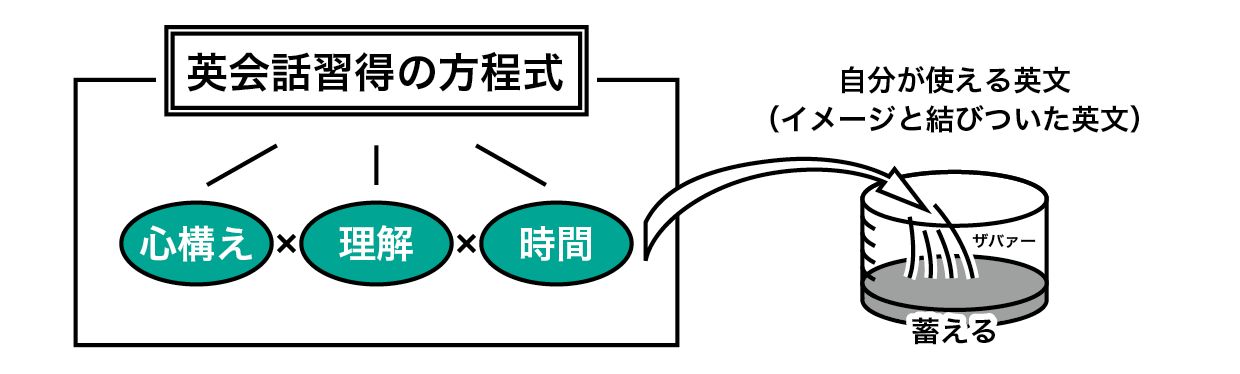 英会話習得の方程式
心構え×理解×時間
自分が使える英文
（イメージと結びついた英文）
ザバァー
蓄える